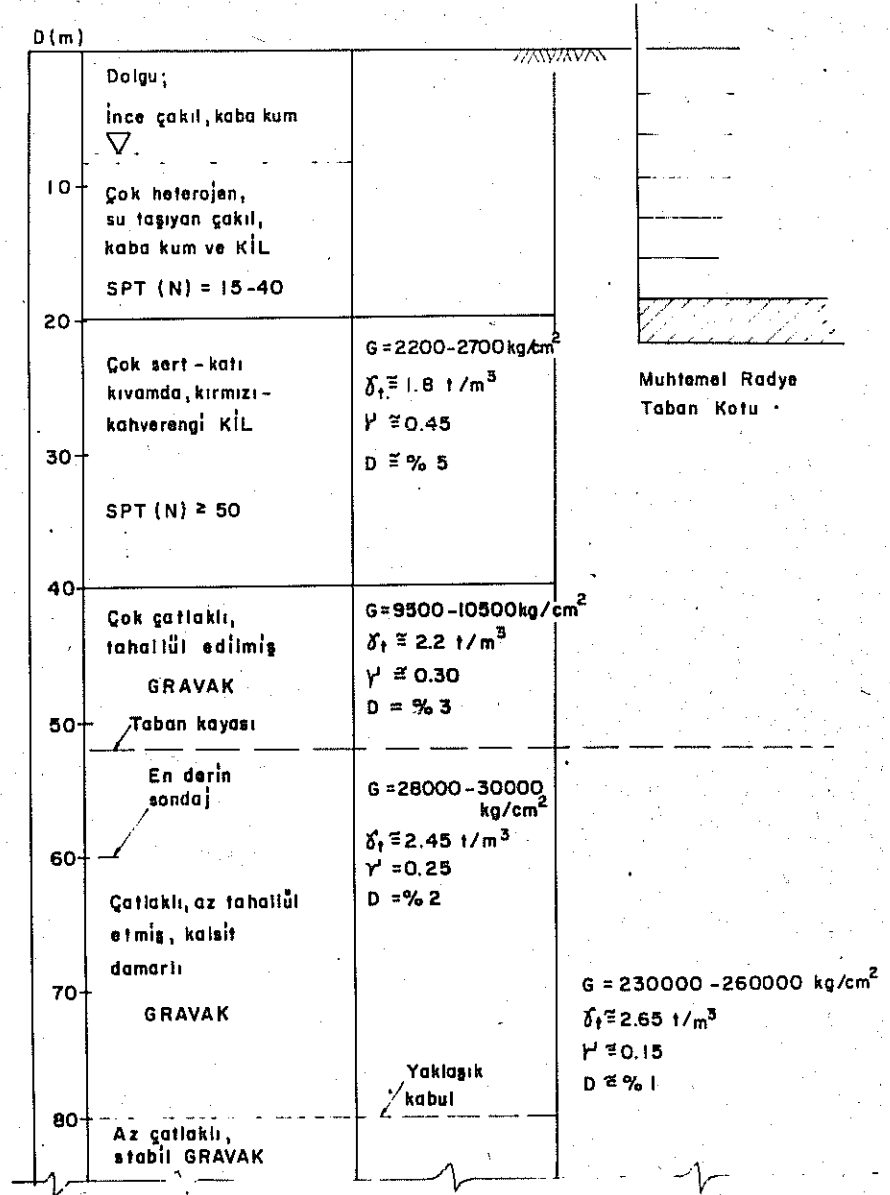 D(m)
Dolgu;
İnce çakıl, kaba kum
10
Çok heterojen,
su taşıyan çakıl,
kaba kum ve KİL
SPT (N) = 15-40
20
Çok sert - katı
kıvamda, kırmızı -
kahverengi KİL
30
SPT (N) ≥ 50
G = 2200-2700 kg/cm²
γt ≅ 1.8 t/m³
γ ≅ 0.45
D ≅ % 5
Muhtemel Radye
Taban Kotu
40
Çok çatlaklı,
tahallül edilmiş
GRAVAK
50
Taban kayası
G = 9500-10500 kg/cm²
γt ≅ 2.2 t/m³
γ ≅ 0.30
D = % 3
En derin
sondaj
60
Çatlaklı, az tahallül
etmiş, kalsit
damarlı
70
GRAVAK
G = 28000-30000
kg/cm²
γt ≅ 2.45 t/m³
γ = 0.25
D = % 2
G = 230000-260000 kg/cm²
γt ≅ 2.65 t/m³
γ ≅ 0.15
D ≅ % 1
Yaklaşık
kabul
80
Az çatlaklı,
stabil GRAVAK